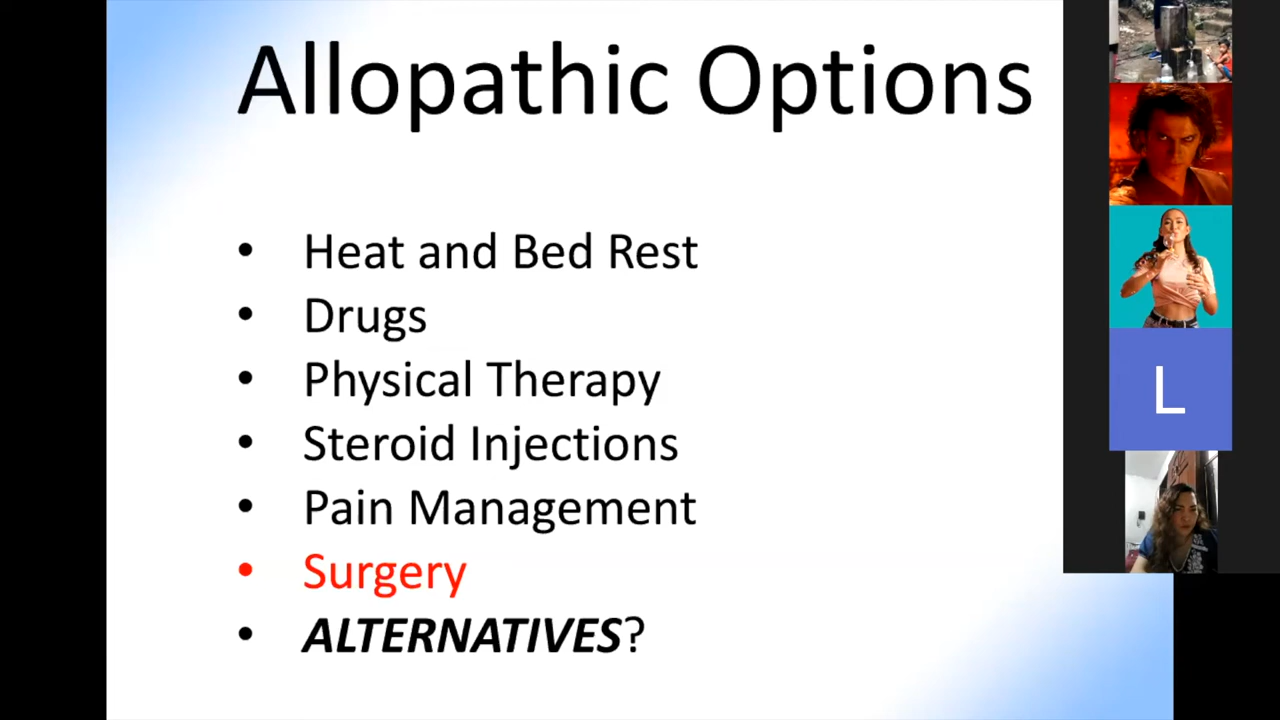 Allopathic Options
• Heat and Bed Rest
• Drugs
• Physical Therapy
• Steroid Injections
• Pain Management
• Surgery
• ALTERNATIVES?
L